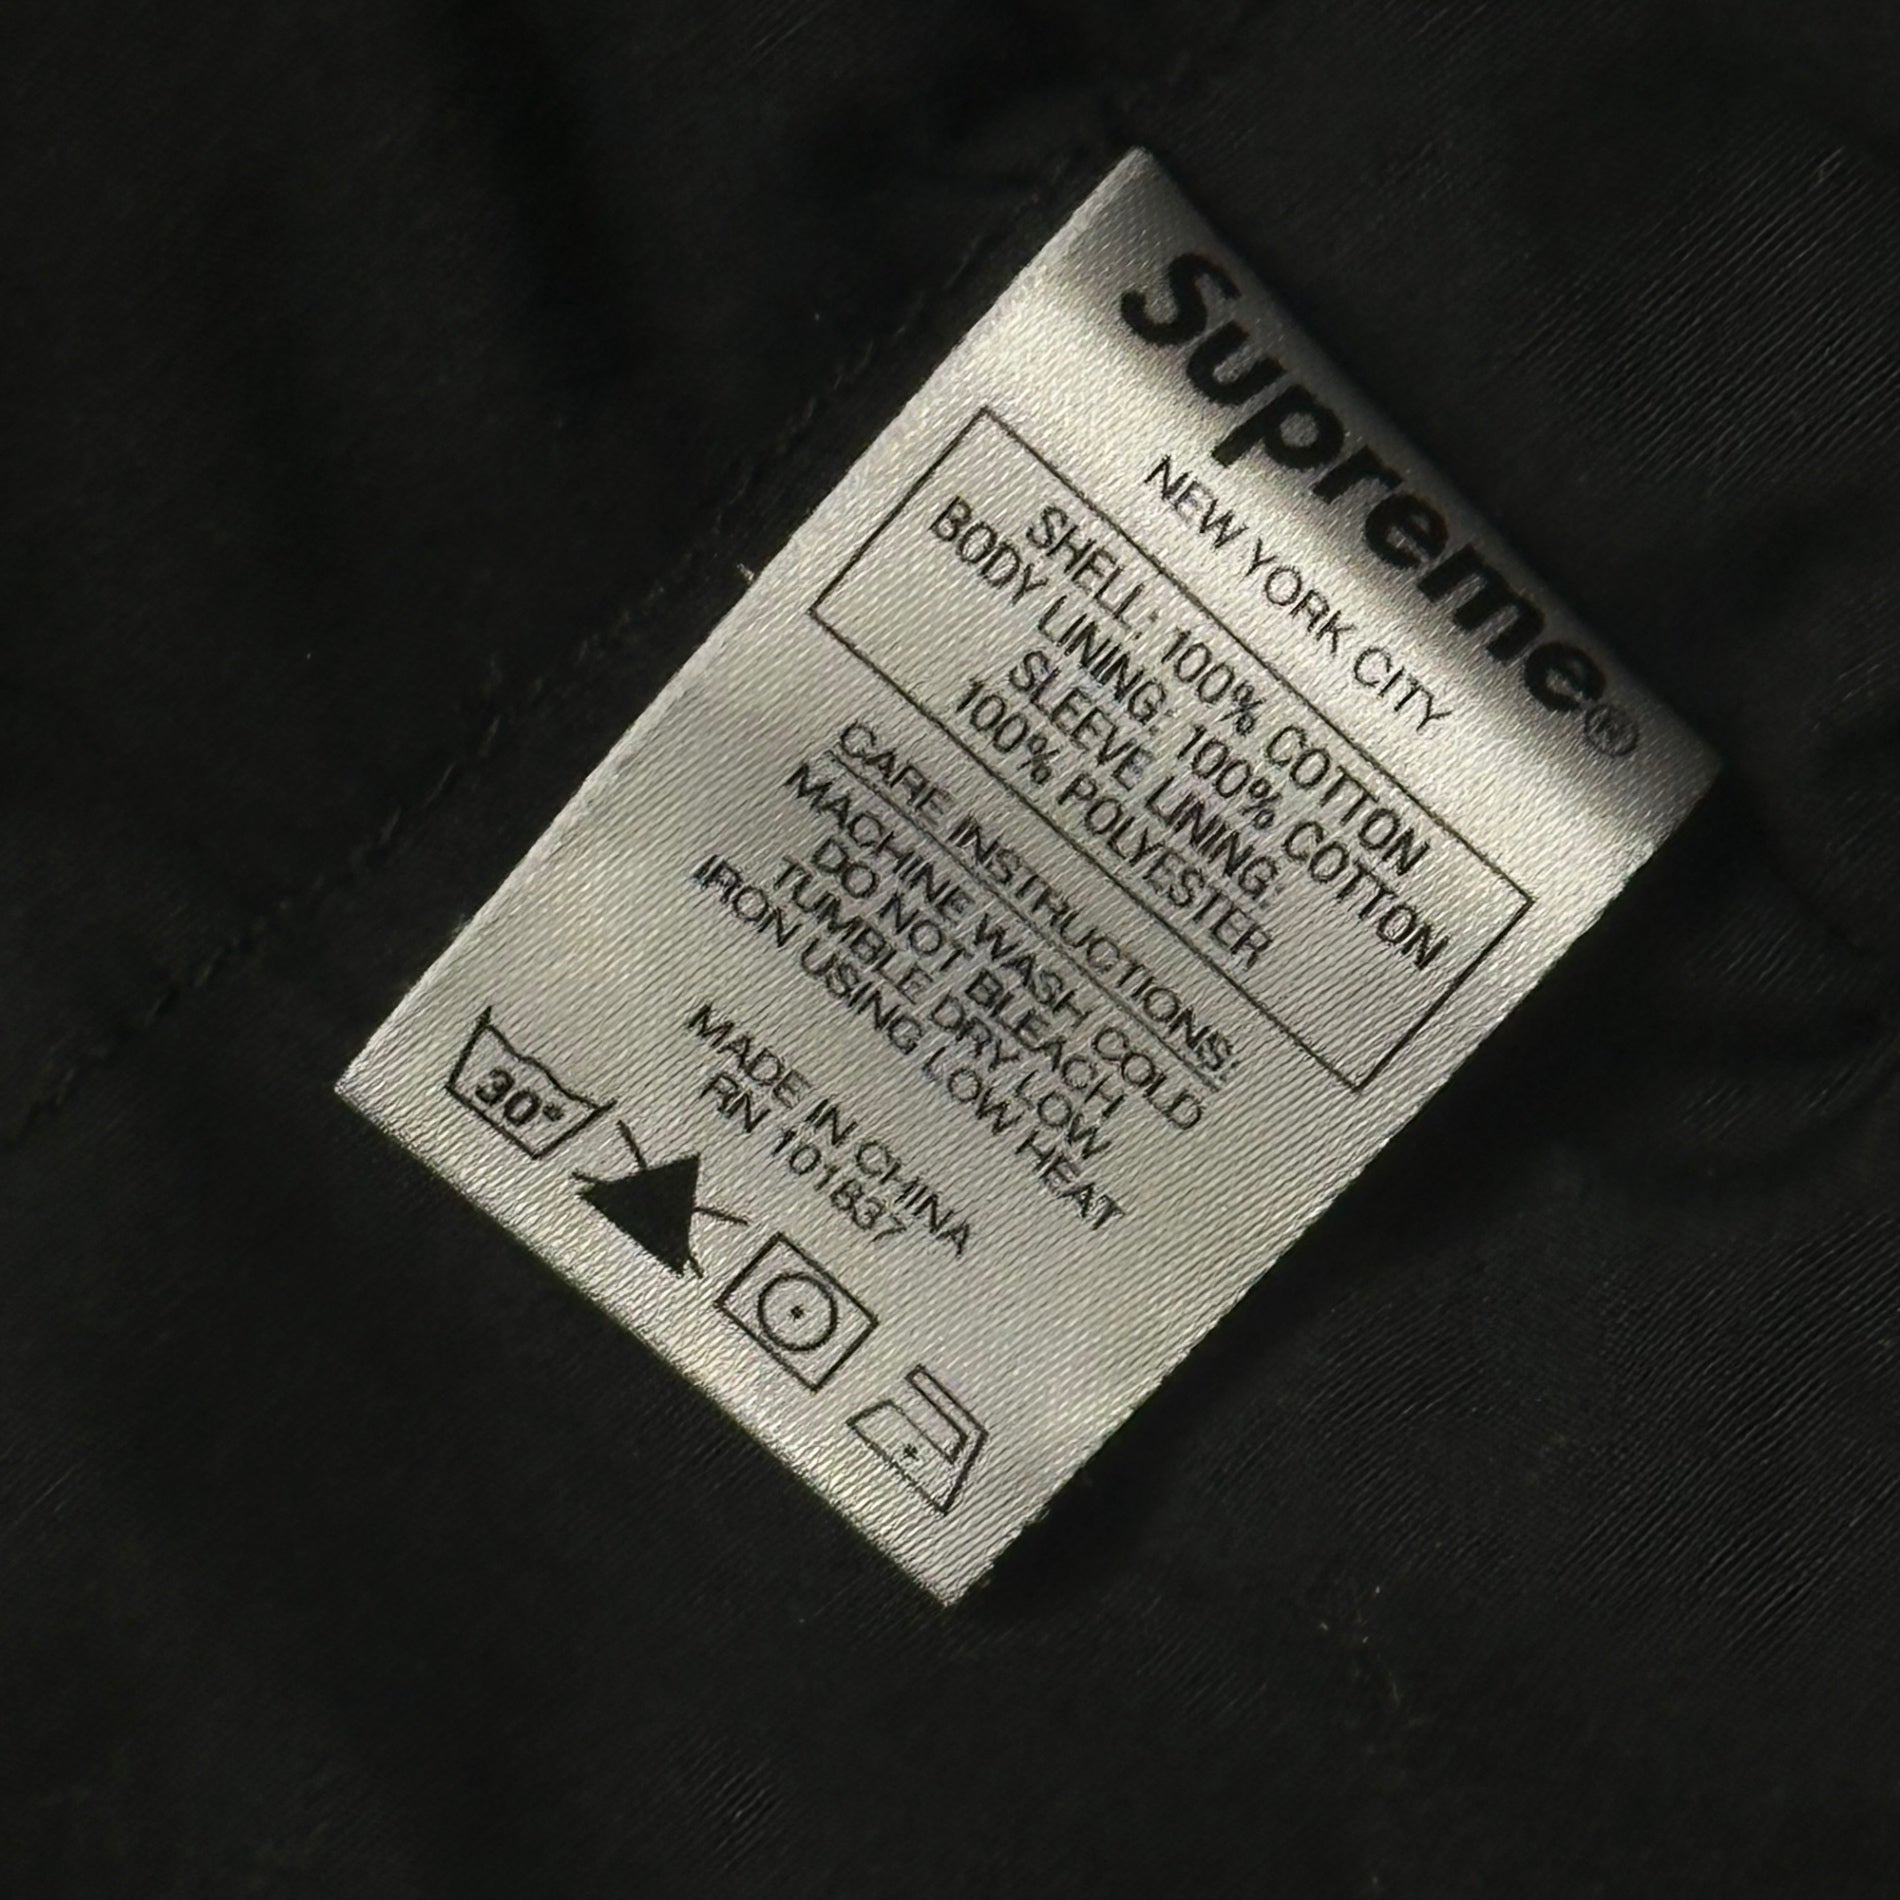 Supreme®
NEW YORK CITY
SHELL: 100% COTTON
BODY LINING: 100% COTTON
SLEEVE LINING:
100% POLYESTER
CARE INSTRUCTIONS:
MACHINE WASH COLD
DO NOT BLEACH
TUMBLE DRY LOW
IRON USING LOW HEAT
MADE IN CHINA
RN 101837
30°